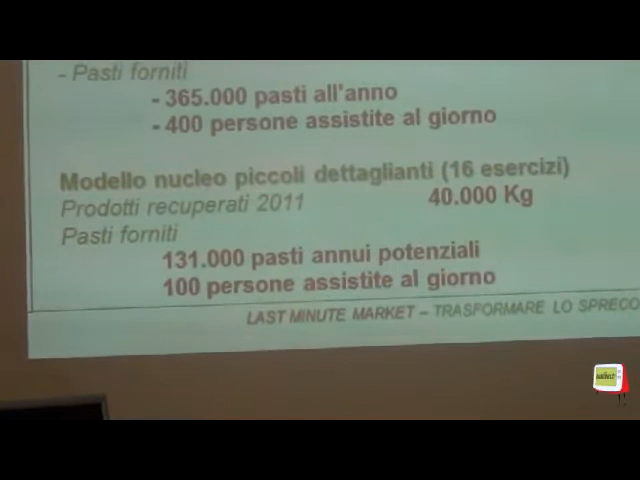 - Pasti forniti
- 365.000 pasti all'anno
- 400 persone assistite al giorno
Modello nucleo piccoli dettaglianti (16 esercizi)
Prodotti recuperati 2011 40.000 Kg
Pasti forniti
131.000 pasti annui potenziali
100 persone assistite al giorno
LAST MINUTE MARKET – TRASFORMARE LO SPRECO